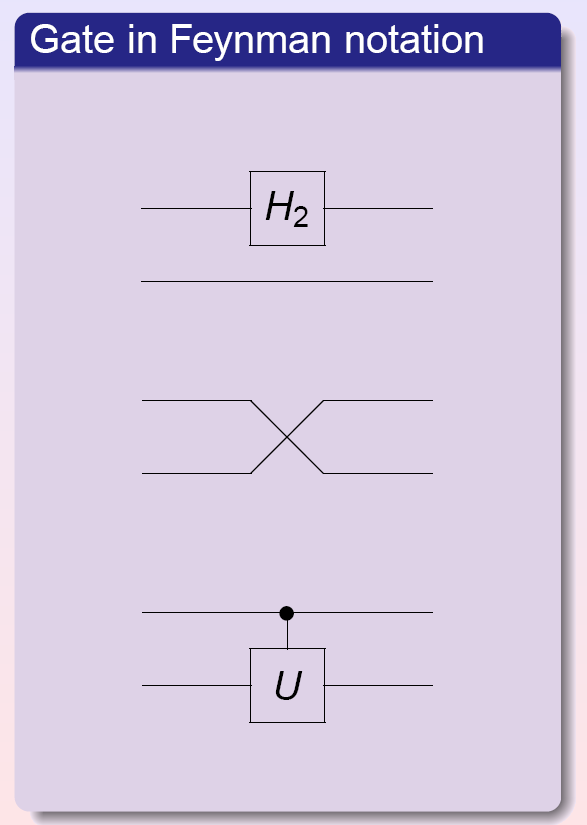 Gate in Feynman notation
H₂
U